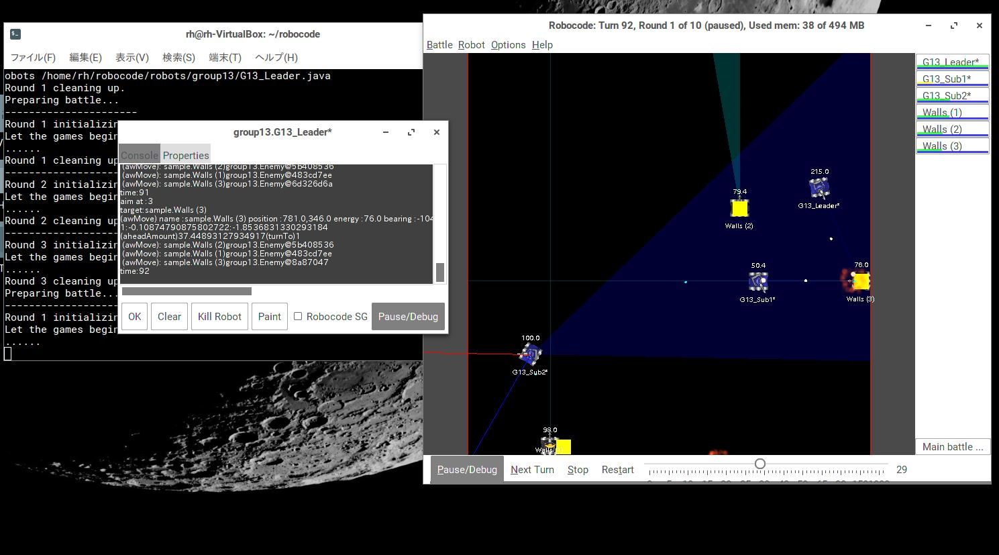 rh@rh-VirtualBox: ~/robocode
ファイル(F) 編集(E) 表示(V) 検索(S) 端末(T) ヘルプ(H)
obots /home/rh/robocode/robots/group13/G13_Leader.java
Round 1 cleaning up.
Preparing battle...
----------------------
Round 1 initializin
Let the games begin
......
Round 1 cleaning up
Round 2 initializin
Let the games begin
......
Round 2 cleaning up
Round 3 initializin
Let the games begin
......
Round 3 cleaning up
Preparing battle...
Round 1 initializin
Let the games begin
......
group13.G13_Leader*
Console Properties
(awMove): sample.Walls (2)group13.Enemy@5b408536
(awMove): sample.Walls (1)group13.Enemy@483cd7ee
(awMove): sample.Walls (3)group13.Enemy@6d326d6a
time:91
aim at :3
target:sample.Walls (3)
(awMove) name :sample.Walls (3) position :781.0,346.0 energy :76.0 bearing :-104
1:-0.10874790875802722:-1.8536831330293184
(aheadAmount)37.44893127934917(turnTo)1
(awMove): sample.Walls (2)group13.Enemy@5b408536
(awMove): sample.Walls (1)group13.Enemy@483cd7ee
(awMove): sample.Walls (3)group13.Enemy@8a87047
time:92
OK Clear Kill Robot Paint Robocode SG Pause/Debug
Robocode: Turn 92, Round 1 of 10 (paused), Used mem: 38 of 494 MB
Battle Robot Options Help
215.0
G13_Leader*
79.4
Walls (2)
50.4
G13_Sub1*
76.0
Walls (3)
100.0
G13_Sub2*
98.0
G13_Leader*
G13_Sub1*
G13_Sub2*
Walls (1)
Walls (2)
Walls (3)
Main battle ...
Pause/Debug Next Turn Stop Restart 29